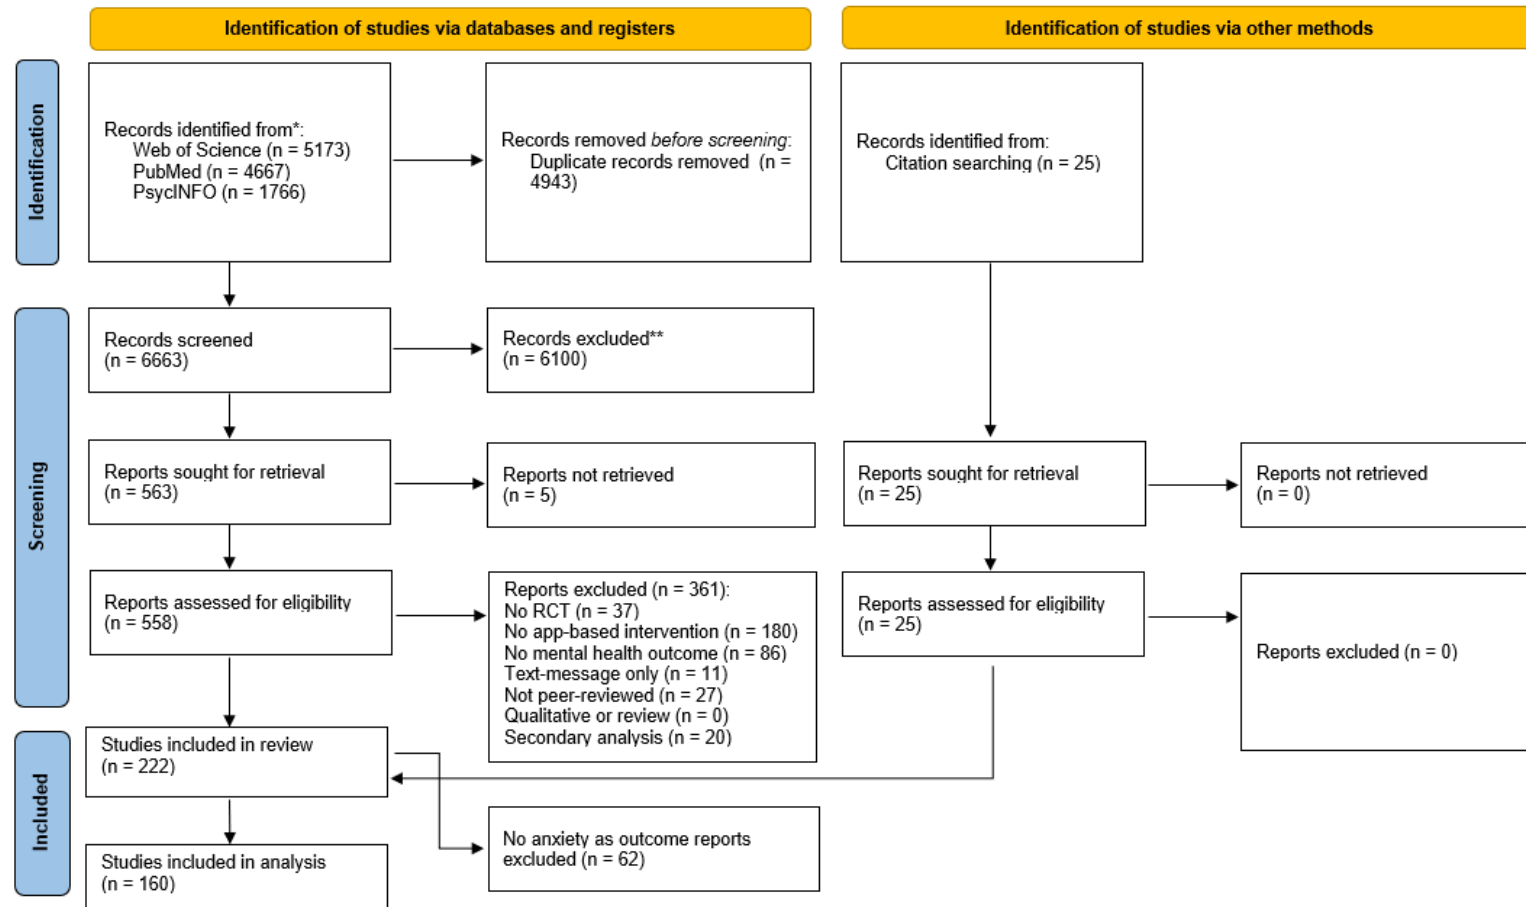 Identification of studies via databases and registers
Identification of studies via other methods
Identification
Records identified from*:
Web of Science (n = 5173)
PubMed (n = 4667)
PsycINFO (n = 1766)
Records removed before screening:
Duplicate records removed (n =
4943)
Records identified from:
Citation searching (n = 25)
Screening
Records screened
(n = 6663)
Records excluded**
(n = 6100)
Reports sought for retrieval
(n = 563)
Reports not retrieved
(n = 5)
Reports sought for retrieval
(n = 25)
Reports not retrieved
(n = 0)
Reports assessed for eligibility
(n = 558)
Reports excluded (n = 361):
No RCT (n = 37)
No app-based intervention (n = 180)
No mental health outcome (n = 86)
Text-message only (n = 11)
Not peer-reviewed (n = 27)
Qualitative or review (n = 0)
Secondary analysis (n = 20)
Reports assessed for eligibility
(n = 25)
Reports excluded (n = 0)
Included
Studies included in review
(n = 222)
No anxiety as outcome reports
excluded (n = 62)
Studies included in analysis
(n = 160)